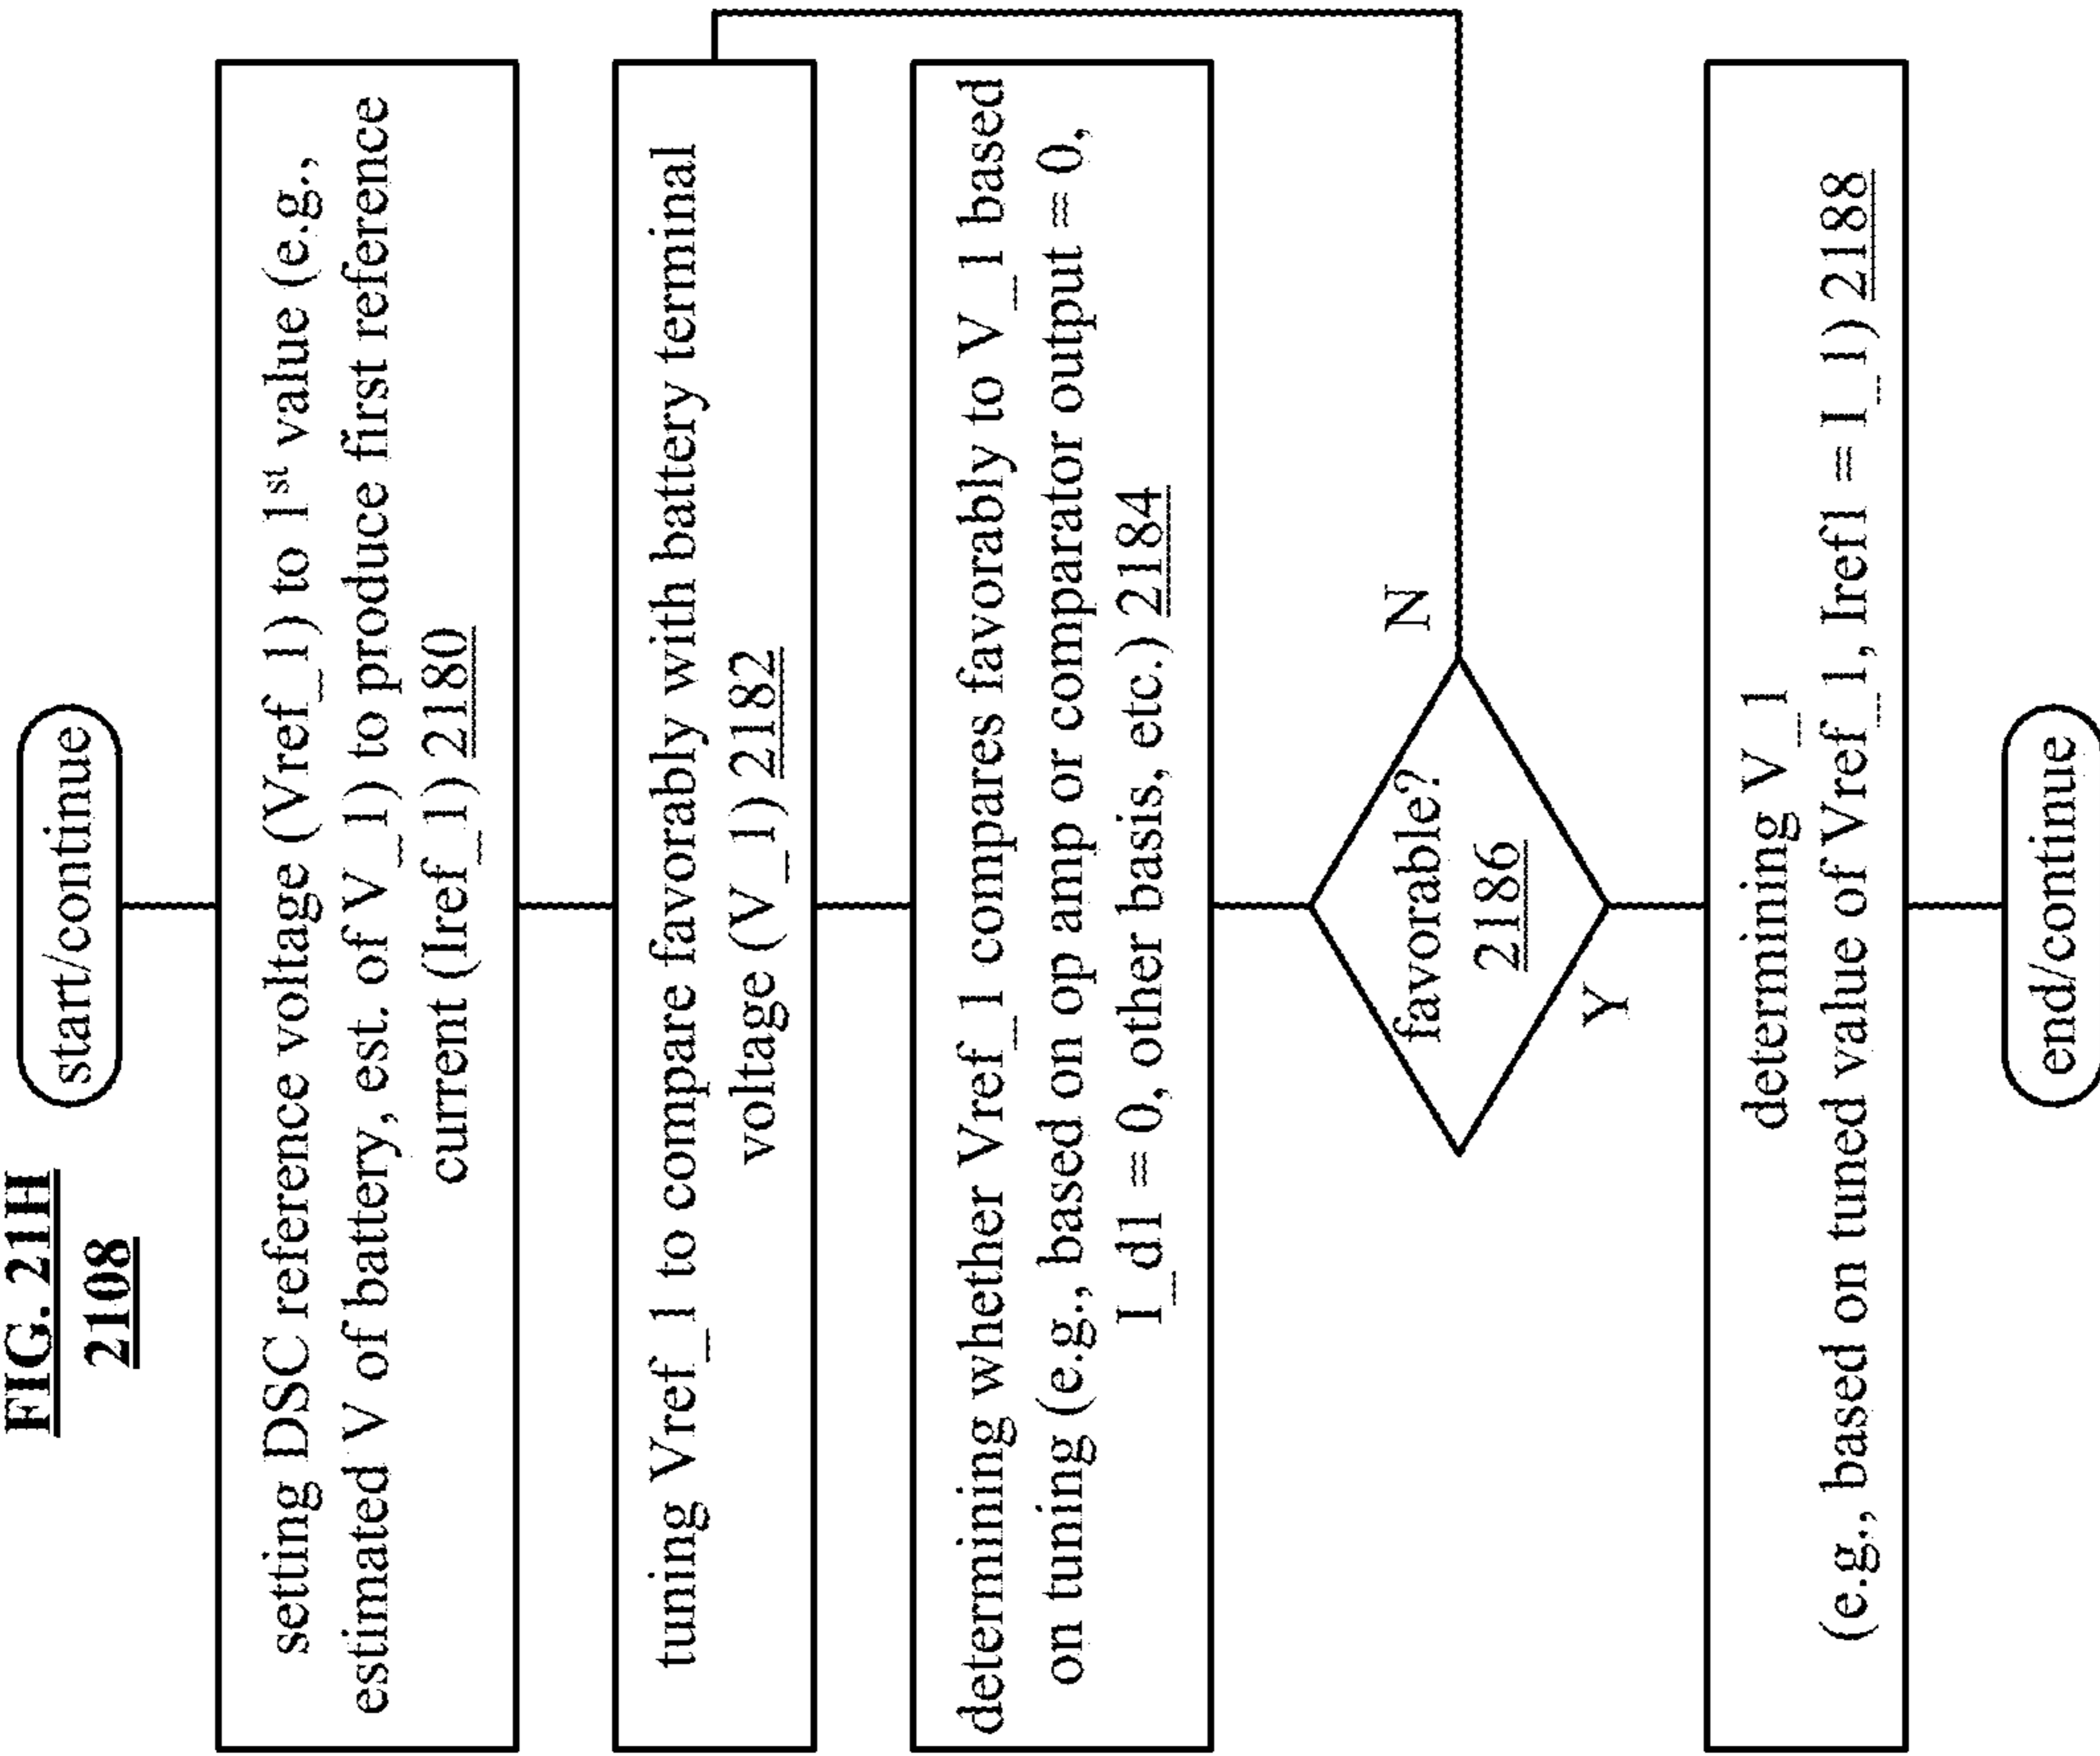 FIG. 21H
2108
start/continue
setting DSC reference voltage (Vref_1) to 1st value (e.g.,
estimated V of battery, est. of V_1) to produce first reference
current (Iref_1) 2180
tuning Vref_1 to compare favorably with battery terminal
voltage (V_1) 2182
determining whether Vref_1 compares favorably to V_1 based
on tuning (e.g., based on op amp or comparator output = 0,
I_d1 = 0, other basis, etc.) 2184
favorable?
2186
N
Y
determining V_1
(e.g., based on tuned value of Vref_1, Iref1 = I_1) 2188
end/continue